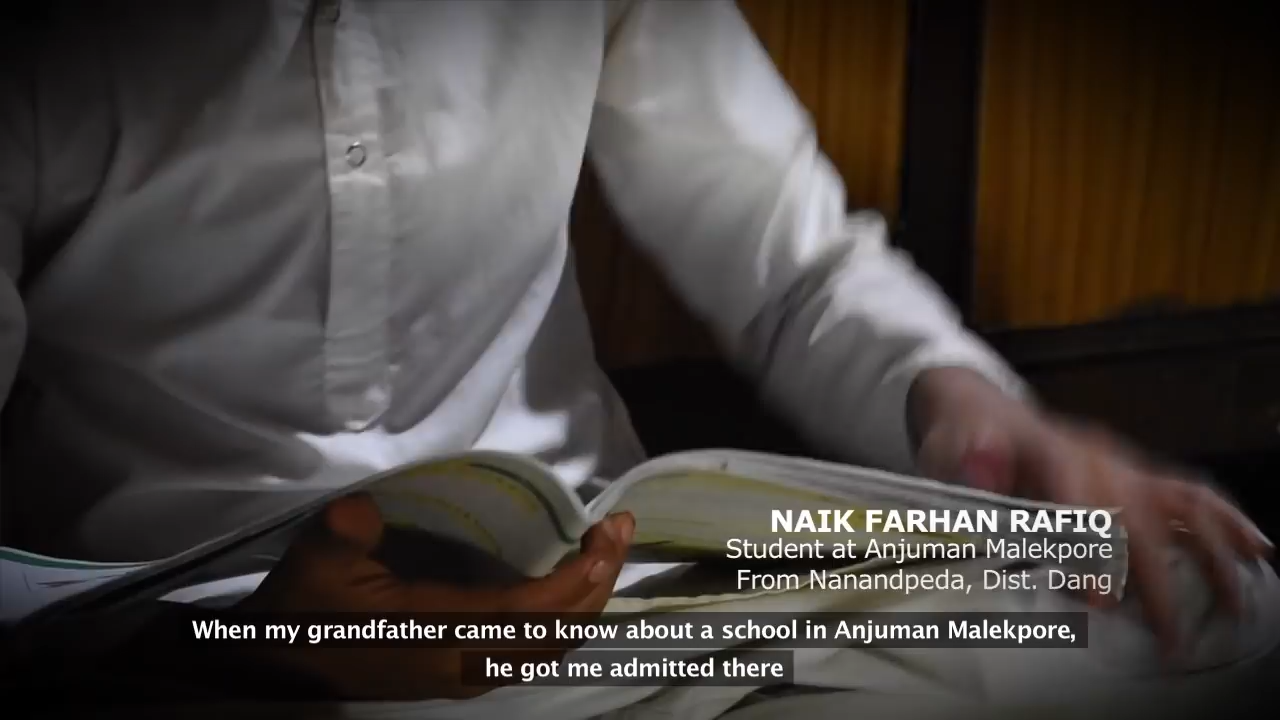 NAIK FARHAN RAFIQ
Student at Anjuman Malekpore
From Nanandpeda, Dist. Dang
When my grandfather came to know about a school in Anjuman Malekpore,
he got me admitted there